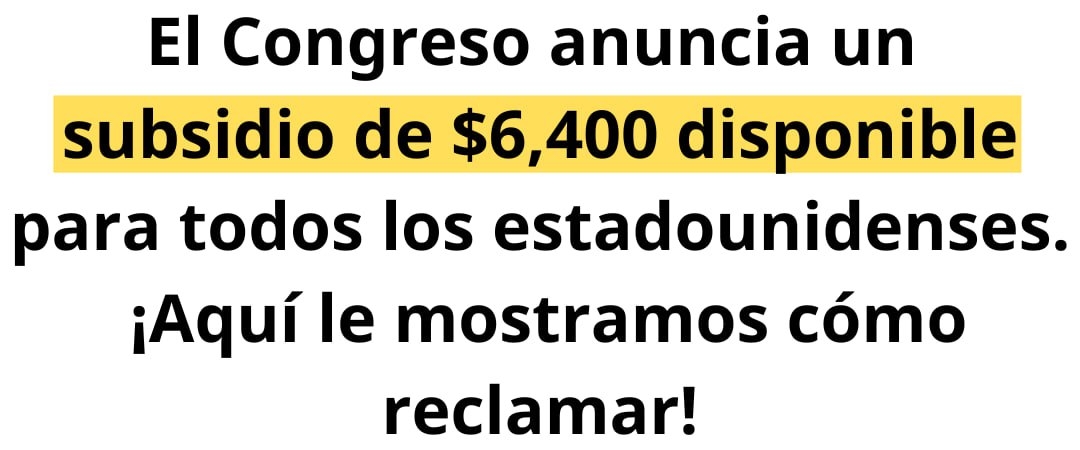 El Congreso anuncia un
subsidio de $6,400 disponible
para todos los estadounidenses.
¡Aquí le mostramos cómo
reclamar!